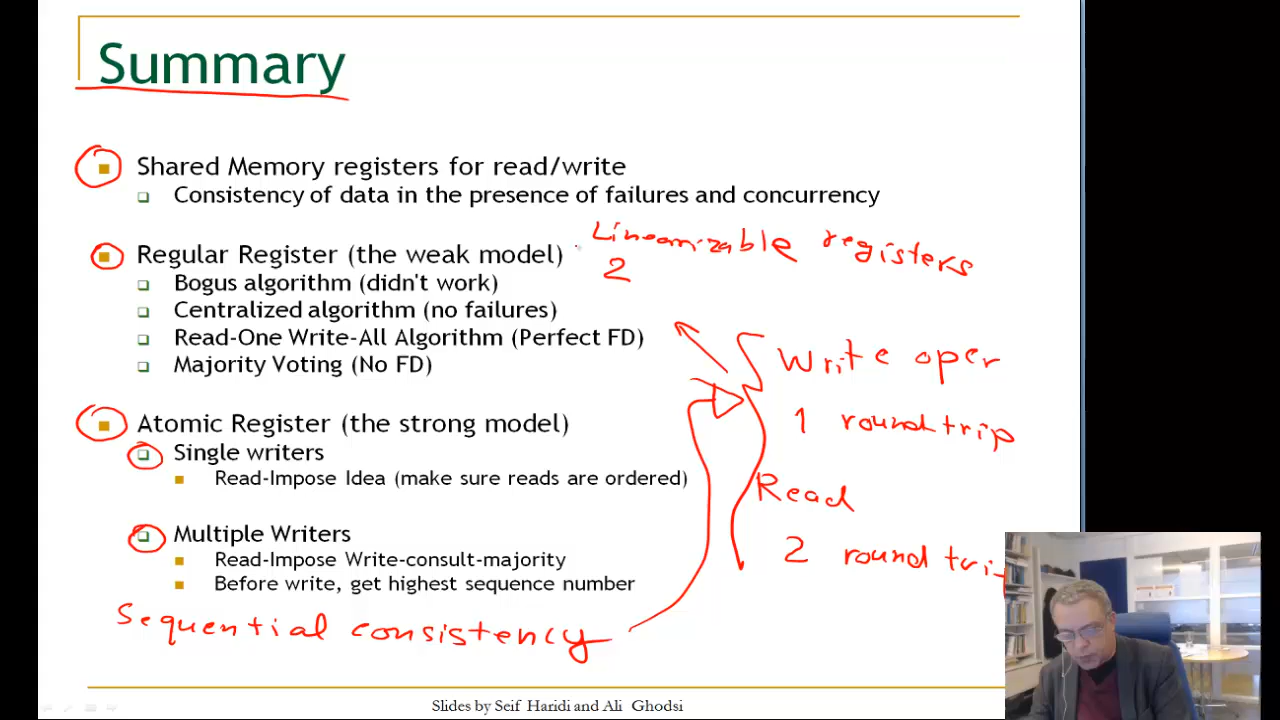 Summary
Shared Memory registers for read/write
Consistency of data in the presence of failures and concurrency
Linearizable registers
Regular Register (the weak model)
2
Bogus algorithm (didn't work)
Centralized algorithm (no failures)
Read-One Write-All Algorithm (Perfect FD)
Write oper
Majority Voting (No FD)
Atomic Register (the strong model)
1 roundtrip
Single writers
Read-Impose Idea (make sure reads are ordered)
Read
Multiple Writers
2 round tri
Read-Impose Write-consult-majority
Before write, get highest sequence number
Sequential consistency
Slides by Seif Haridi and Ali Ghodsi